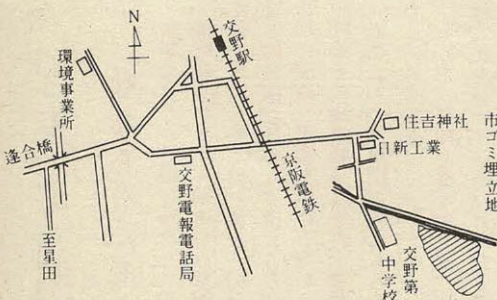 N
交野駅
環境事業所
逢合橋
至星田
交野電報電話局
京阪電鉄
住吉神社
日新工業
市ゴミ埋立地
交野第
中学校